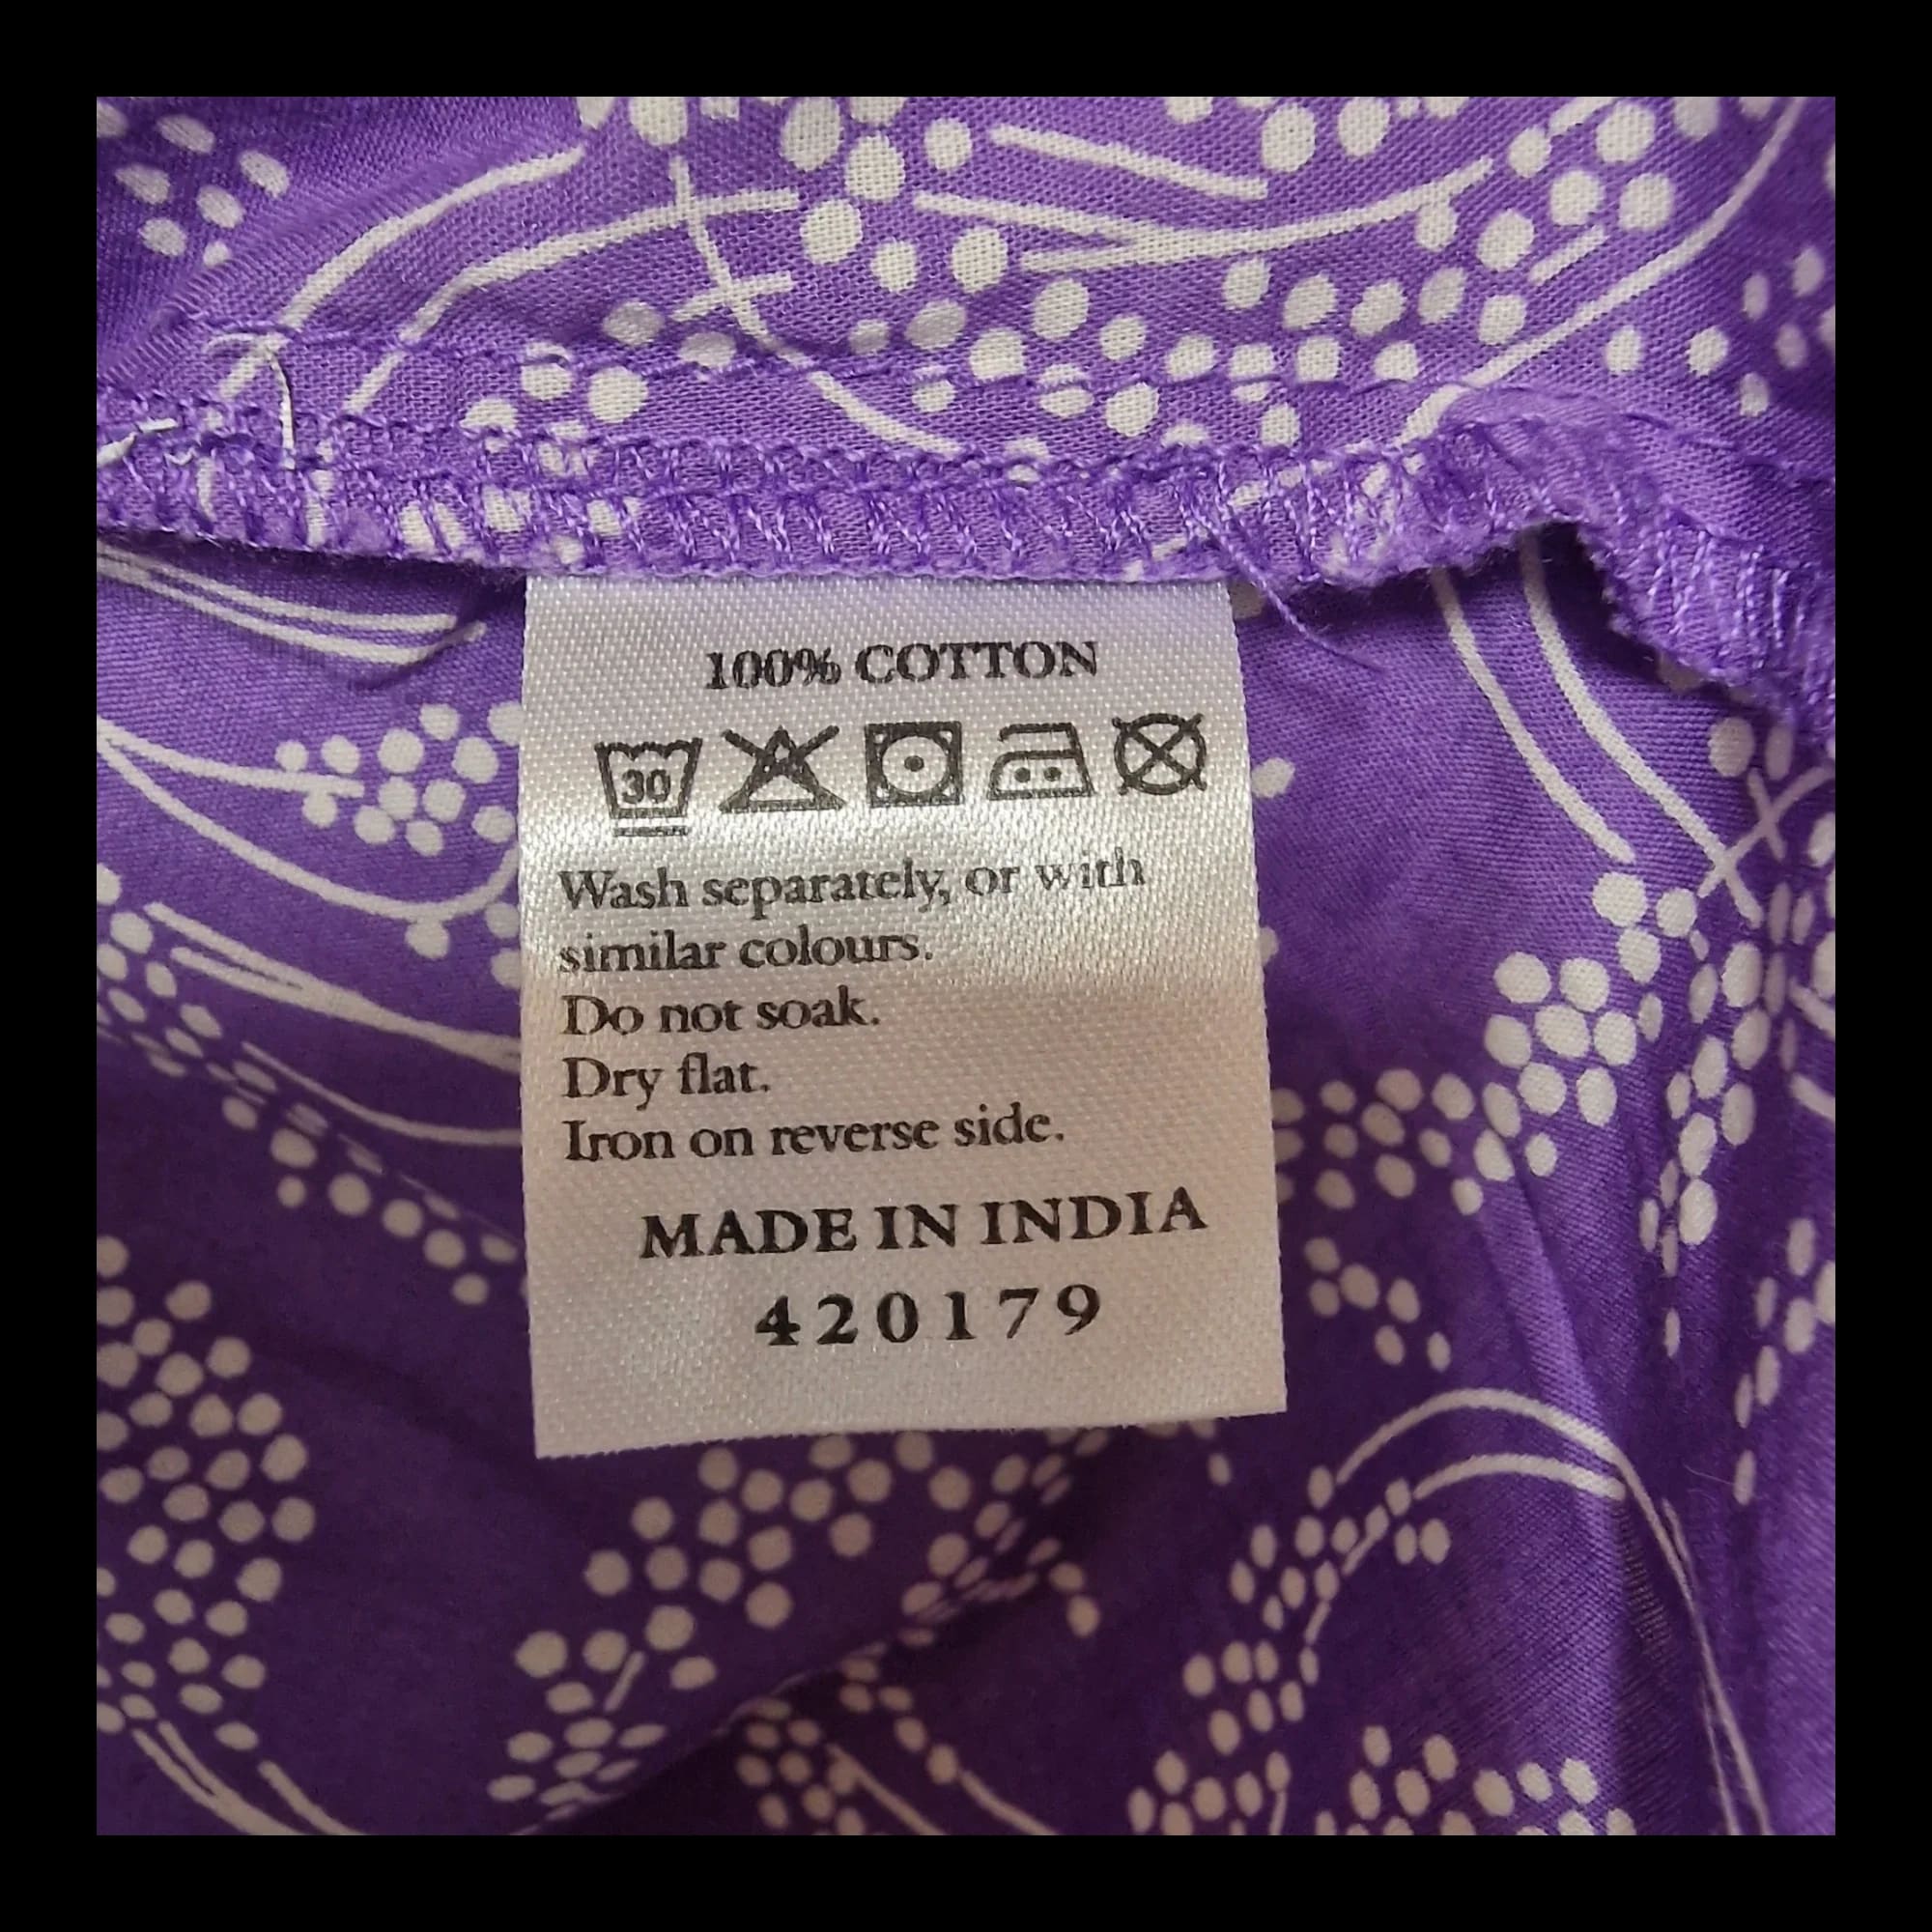 100% COTTON
30
Wash separately, or with
similar colours.
Do not soak.
Dry flat.
Iron on reverse side.
MADE IN INDIA
420179